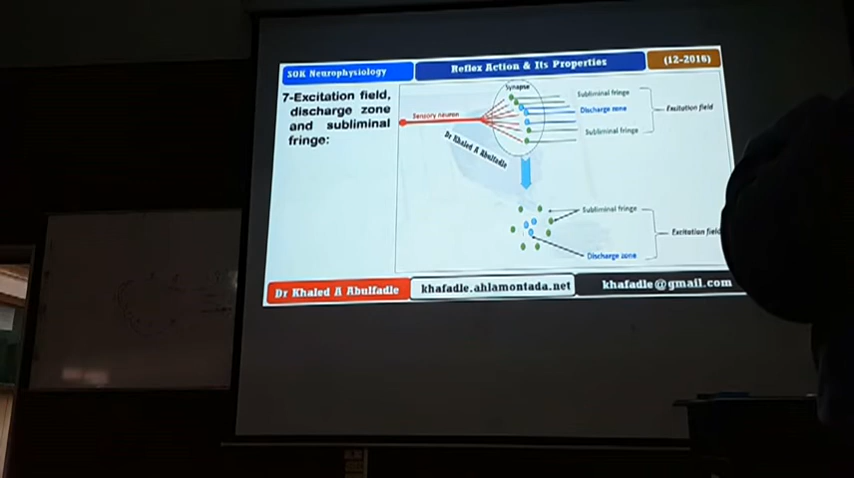 SOK Neurophysiology
Reflex Action & Its Properties
(12-2016)
7-Excitation field,
discharge zone
and subliminal
fringe:
Synapse
Sensory neuron
Subliminal fringe
Discharge zone
Subliminal fringe
Excitation field
Dr Khaled A Abulfadle
Subliminal fringe
Excitation field
Discharge zone
Dr Khaled A Abulfadle
khafadle.ahlamontada.net
khafadle@gmail.com